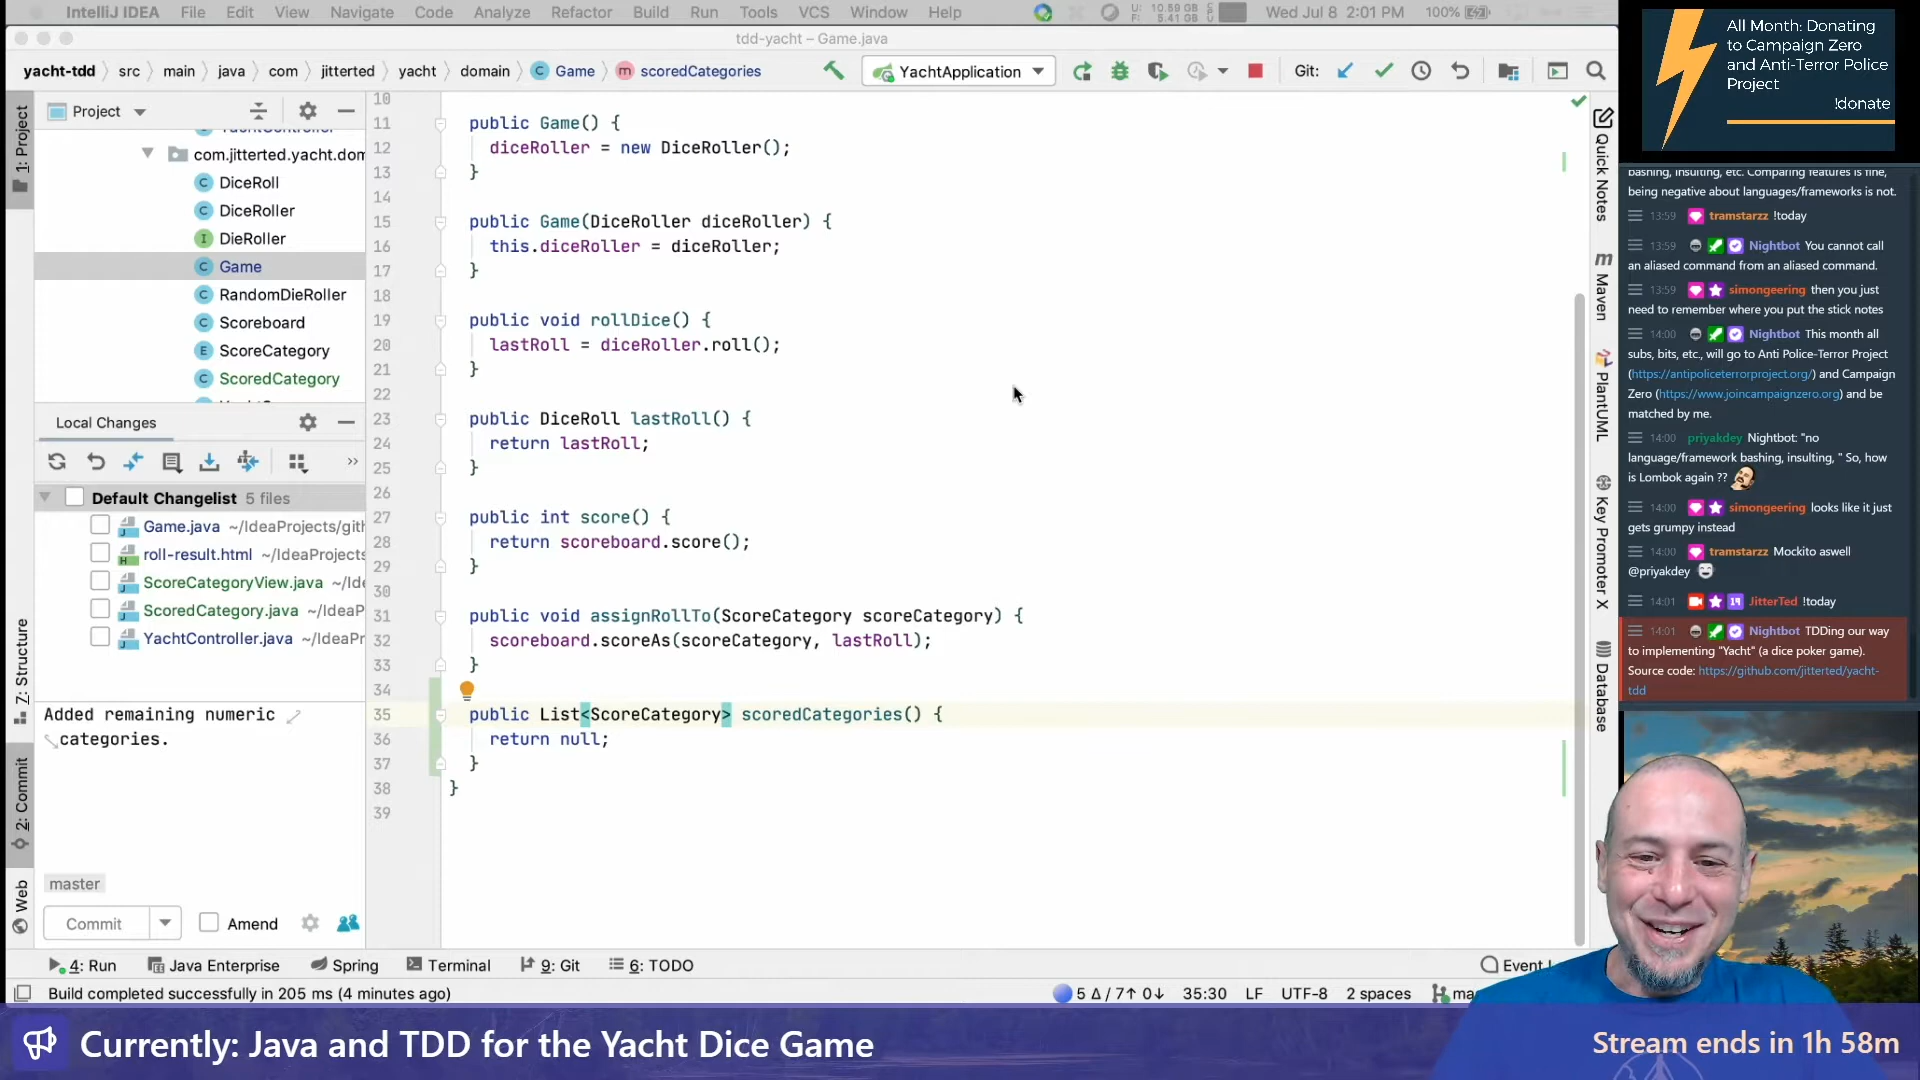 IntelliJ IDEA File Edit View Navigate Code Analyze Refactor Build Run Tools VCS Window Help
U: 10.59 GB
F: 5.41 GB
Wed Jul 8 2:01 PM 100%
tdd-yacht – Game.java
yacht-tdd src main java com jitterted yacht domain Game scoredCategories
YachtApplication
Git:
1: Project
Project
YachtController
com.jitterted.yacht.dom
DiceRoll
DiceRoller
DieRoller
Game
RandomDieRoller
Scoreboard
ScoreCategory
ScoredCategory
Local Changes
Default Changelist 5 files
Game.java ~/IdeaProjects/gith
roll-result.html ~/IdeaProjects
ScoreCategoryView.java ~/Ide
ScoredCategory.java ~/IdeaP
YachtController.java ~/IdeaPr
Added remaining numeric
categories.
master
Commit
Amend
Z: Structure
2: Commit
Web
10
11 public Game() {
12 diceRoller = new DiceRoller();
13 }
14
15 public Game(DiceRoller diceRoller) {
16 this.diceRoller = diceRoller;
17 }
18
19 public void rollDice() {
20 lastRoll = diceRoller.roll();
21 }
22
23 public DiceRoll lastRoll() {
24 return lastRoll;
25 }
26
27 public int score() {
28 return scoreboard.score();
29 }
30
31 public void assignRollTo(ScoreCategory scoreCategory) {
32 scoreboard.scoreAs(scoreCategory, lastRoll);
33 }
34
35 public List<ScoreCategory> scoredCategories() {
36 return null;
37 }
38 }
39
Quick Notes
Maven
PlantUML
Key Promoter X
Database
4: Run Java Enterprise Spring Terminal 9: Git 6: TODO
Event L
Build completed successfully in 205 ms (4 minutes ago)
5 Δ / 7↑ 0↓ 35:30 LF UTF-8 2 spaces ma
All Month: Donating
to Campaign Zero
and Anti-Terror Police
Project
!donate
bashing, insulting, etc. Comparing features is fine,
being negative about languages/frameworks is not.
13:59 tramstarzz !today
13:59 Nightbot You cannot call
an aliased command from an aliased command.
13:59 simongeering then you just
need to remember where you put the stick notes
14:00 Nightbot This month all
subs, bits, etc., will go to Anti Police-Terror Project
(https://antipoliceterrorproject.org/) and Campaign
Zero (https://www.joincampaignzero.org) and be
matched by me.
14:00 priyakdey Nightbot: "no
language/framework bashing, insulting, " So, how
is Lombok again ??
14:00 simongeering looks like it just
gets grumpy instead
14:00 tramstarzz Mockito aswell
@priyakdey
14:01 19 JitterTed !today
14:01 Nightbot TDDing our way
to implementing "Yacht" (a dice poker game).
Source code: https://github.com/jitterted/yacht-
tdd
Currently: Java and TDD for the Yacht Dice Game
Stream ends in 1h 58m